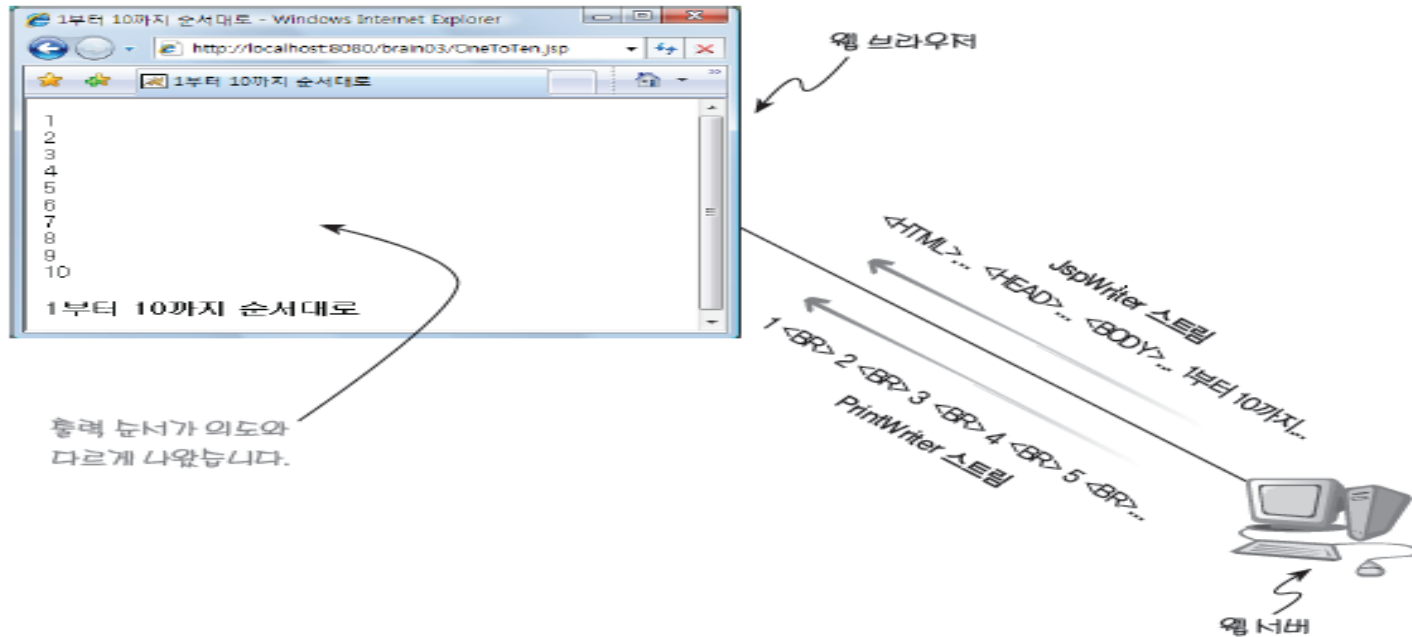 1부터 10까지 순서대로 - Windows Internet Explorer
http://localhost:8080/brain03/OneToTen.jsp
1부터 10까지 순서대로
1
2
3
4
5
6
7
8
9
10
1부터 10까지 순서대로
출력 순서가 의도와
다르게 나왔습니다.
웹 브라우저
<HTML>... <HEAD>... <BODY>... 1부터 10까지...
JspWriter 스트림
1 <BR> 2 <BR> 3 <BR> 4 <BR> 5 <BR>...
PrintWriter 스트림
웹 서버